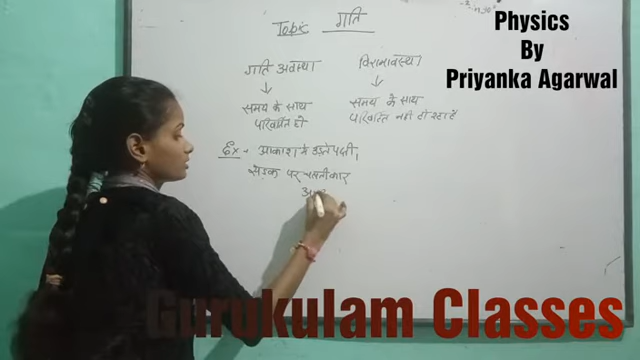 Physics
By
Priyanka Agarwal
Topic गति
गति अवस्था
विरामावस्था
↓
↓
समय के साथ
परिवर्तित हो
समय के साथ
परिवर्तित नहीं हो रहा है
Ex - आकाश में उड़ते पक्षी,
सड़क पर चलती कार
Gurukulam Classes